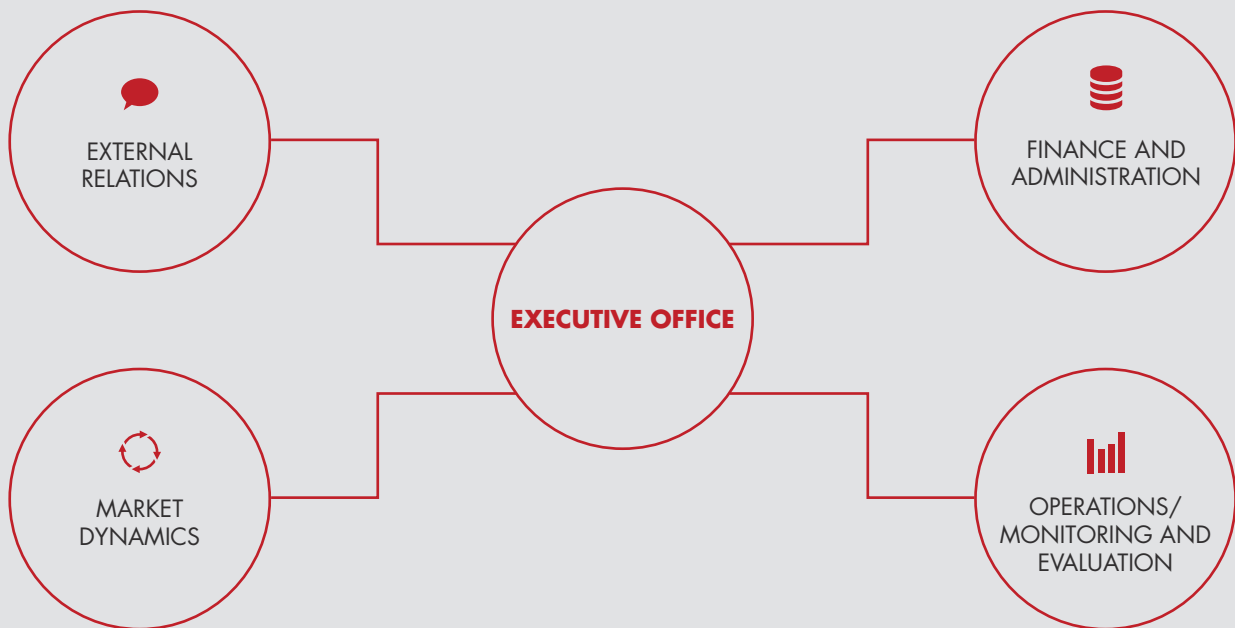 EXTERNAL
RELATIONS
FINANCE AND
ADMINISTRATION
EXECUTIVE OFFICE
MARKET
DYNAMICS
OPERATIONS/
MONITORING AND
EVALUATION